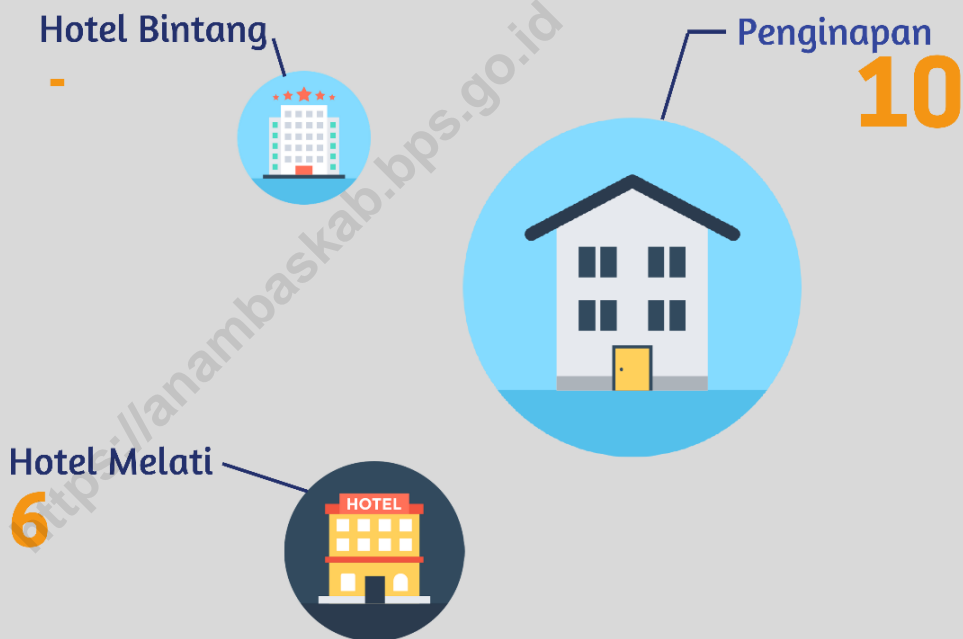 Hotel Bintang
-
Penginapan
10
Hotel Melati
6
HOTEL
https://anambaskab.bps.go.id